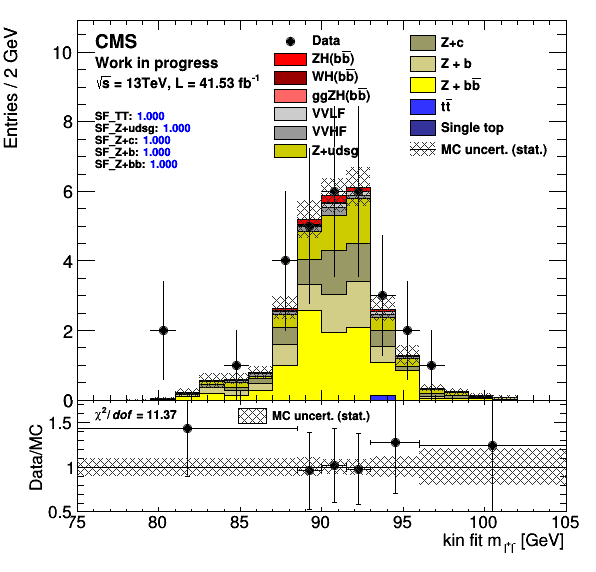 Entries / 2 GeV
10
8
6
4
2
0
CMS
Work in progress
√s = 13TeV, L = 41.53 fb⁻¹
SF_TT: 1.000
SF_Z+udsg: 1.000
SF_Z+c: 1.000
SF_Z+b: 1.000
SF_Z+bb: 1.000
Data
ZH(bb̅)
WH(bb̅)
ggZH(bb̅)
VVLF
VVHF
Z+udsg
Z+c
Z + b
Z + bb̅
tt̅
Single top
MC uncert. (stat.)
Data/MC
1.5
1
0.5
χ²/dof = 11.37
MC uncert. (stat.)
75 80 85 90 95 100 105
kin fit m l⁺l⁻ [GeV]